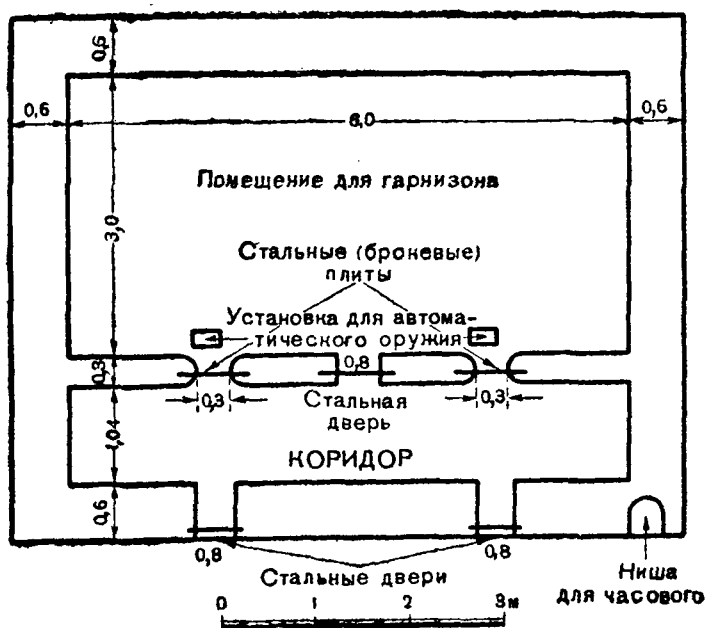 0,6
0,6
6,0
0,6
Помещение для гарнизона
3,0
Стальные (броневые)
плиты
Установка для автома-
тического оружия
0,8
0,3
0,3
0,3
Стальная
дверь
1,04
КОРИДОР
0,6
0,8
0,8
Стальные двери
Ниша
для часового
0 1 2 3м